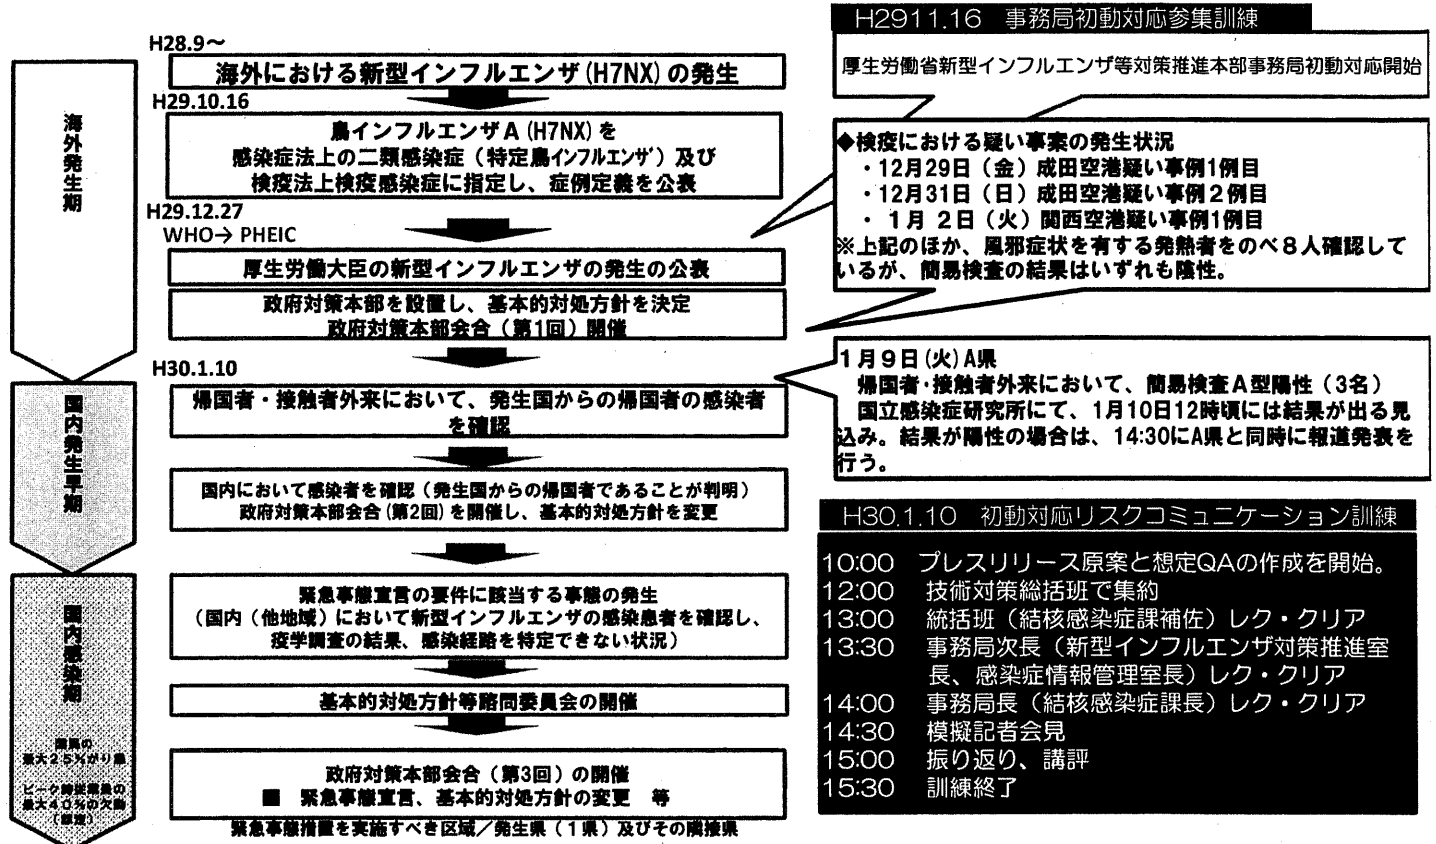 海外発生期
国内発生早期
国内感染期
国民の
最大25%がり患
ピーク時従業員の
最大40%の欠勤
(想定)
H28.9～
海外における新型インフルエンザ(H7NX)の発生
H29.10.16
鳥インフルエンザA(H7NX)を
感染症法上の二類感染症(特定鳥インフルエンザ)及び
検疫法上検疫感染症に指定し、症例定義を公表
H29.12.27
WHO→ PHEIC
厚生労働大臣の新型インフルエンザの発生の公表
政府対策本部を設置し、基本的対処方針を決定
政府対策本部会合(第1回)開催
H30.1.10
帰国者・接触者外来において、発生国からの帰国者の感染者
を確認
国内において感染者を確認(発生国からの帰国者であることが判明)
政府対策本部会合(第2回)を開催し、基本的対処方針を変更
緊急事態宣言の要件に該当する事態の発生
(国内(他地域)において新型インフルエンザの感染患者を確認し、
疫学調査の結果、感染経路を特定できない状況)
基本的対処方針等諮問委員会の開催
政府対策本部会合(第3回)の開催
■ 緊急事態宣言、基本的対処方針の変更 等
緊急事態措置を実施すべき区域／発生県(1県)及びその隣接県
H2911.16 事務局初動対応参集訓練
厚生労働省新型インフルエンザ等対策推進本部事務局初動対応開始
◆検疫における疑い事案の発生状況
・12月29日(金)成田空港疑い事例1例目
・12月31日(日)成田空港疑い事例2例目
・ 1月 2日(火)関西空港疑い事例1例目
※上記のほか、風邪症状を有する発熱者をのべ8人確認して
いるが、簡易検査の結果はいずれも陰性。
1月9日(火)A県
帰国者・接触者外来において、簡易検査A型陽性(3名)
国立感染症研究所にて、1月10日12時頃には結果が出る見
込み。結果が陽性の場合は、14:30にA県と同時に報道発表を
行う。
H30.1.10 初動対応リスクコミュニケーション訓練
10:00 プレスリリース原案と想定QAの作成を開始。
12:00 技術対策総括班で集約
13:00 統括班(結核感染症課補佐)レク・クリア
13:30 事務局次長(新型インフルエンザ対策推進室
長、感染症情報管理室長)レク・クリア
14:00 事務局長(結核感染症課長)レク・クリア
14:30 模擬記者会見
15:00 振り返り、講評
15:30 訓練終了